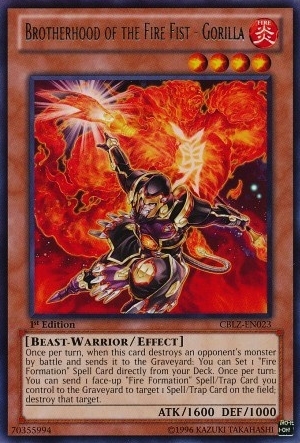 BROTHERHOOD OF THE FIRE FIST - GORILLA
FIRE
炎
1st Edition
CBLZ-EN023
[BEAST-WARRIOR/EFFECT]
Once per turn, when this card destroys an opponent's monster
by battle and sends it to the Graveyard: You can Set 1 "Fire
Formation" Spell Card directly from your Deck. Once per turn:
You can send 1 face-up "Fire Formation" Spell/Trap Card you
control to the Graveyard to target 1 Spell/Trap Card on the field;
destroy that target.
ATK/1600 DEF/1000
70355994
©1996 KAZUKI TAKAHASHI